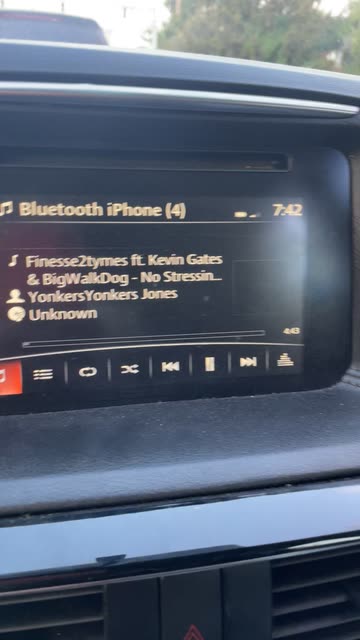 Bluetooth iPhone (4) 7:42
Finesse2tymes ft. Kevin Gates
& BigWalkDog - No Stressin...
YonkersYonkers Jones
Unknown
4:43